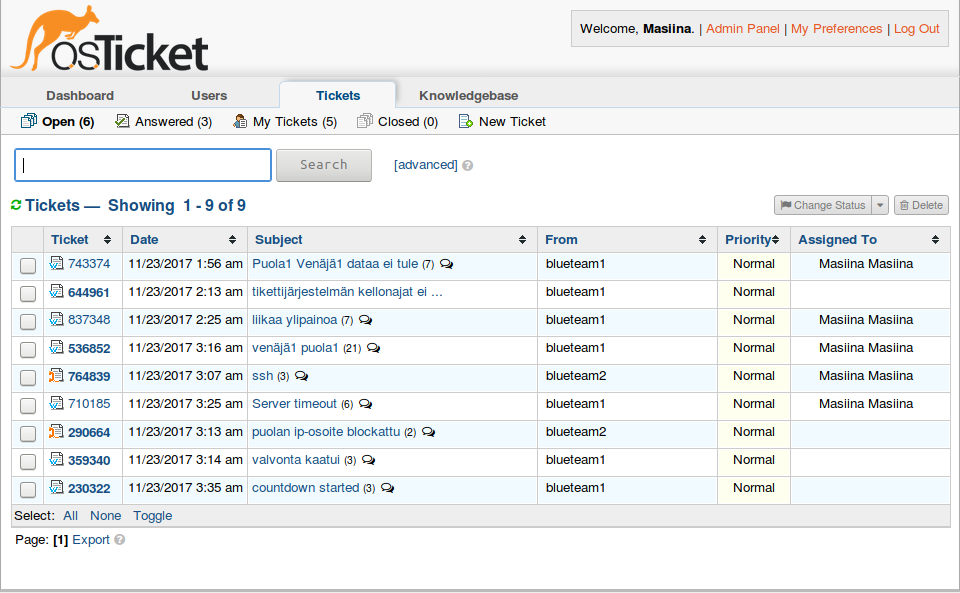 osTicket
Welcome, Masiina. | Admin Panel | My Preferences | Log Out
Dashboard Users Tickets Knowledgebase
Open (6) Answered (3) My Tickets (5) Closed (0) New Ticket
Search [advanced] ?
Tickets — Showing 1 - 9 of 9 Change Status Delete
Ticket Date Subject From Priority Assigned To
743374 11/23/2017 1:56 am Puola1 Venäjä1 dataa ei tule (7) blueteam1 Normal Masiina Masiina
644961 11/23/2017 2:13 am tikettijärjestelmän kellonajat ei … blueteam1 Normal
837348 11/23/2017 2:25 am liikaa ylipainoa (7) blueteam1 Normal Masiina Masiina
536852 11/23/2017 3:16 am venäjä1 puola1 (21) blueteam1 Normal Masiina Masiina
764839 11/23/2017 3:07 am ssh (3) blueteam2 Normal Masiina Masiina
710185 11/23/2017 3:25 am Server timeout (6) blueteam1 Normal Masiina Masiina
290664 11/23/2017 3:13 am puolan ip-osoite blockattu (2) blueteam2 Normal
359340 11/23/2017 3:14 am valvonta kaatui (3) blueteam1 Normal
230322 11/23/2017 3:35 am countdown started (3) blueteam1 Normal
Select: All None Toggle
Page: [1] Export ?